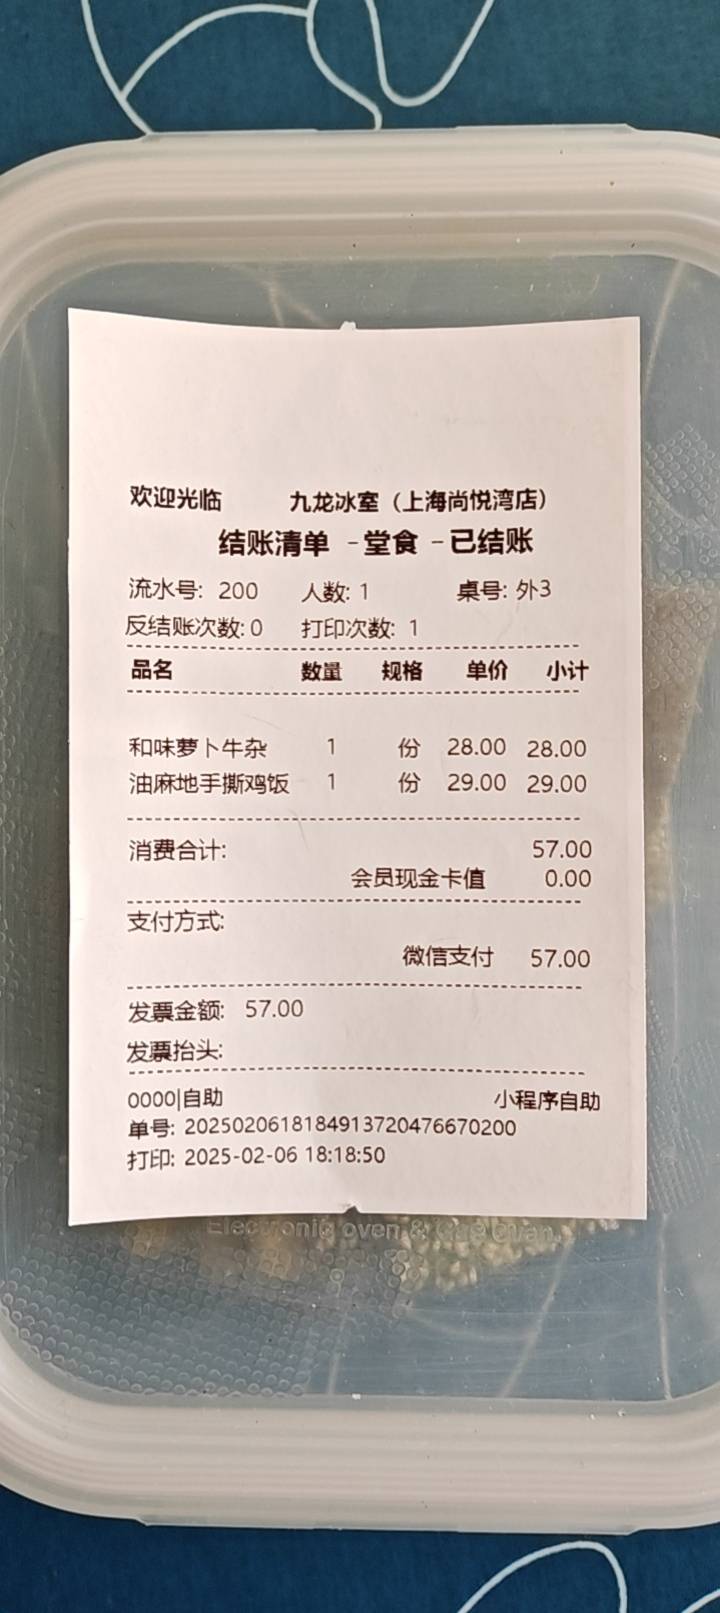 欢迎光临 九龙冰室（上海尚悦湾店）
结账清单 -堂食 -已结账
流水号: 200 人数: 1 桌号: 外3
反结账次数: 0 打印次数: 1
品名 数量 规格 单价 小计
和味萝卜牛杂 1 份 28.00 28.00
油麻地手撕鸡饭 1 份 29.00 29.00
消费合计: 57.00
会员现金卡值 0.00
支付方式:
微信支付 57.00
发票金额: 57.00
发票抬头:
0000|自助 小程序自助
单号: 2025020618184913720476670200
打印: 2025-02-06 18:18:50
Electronic oven &